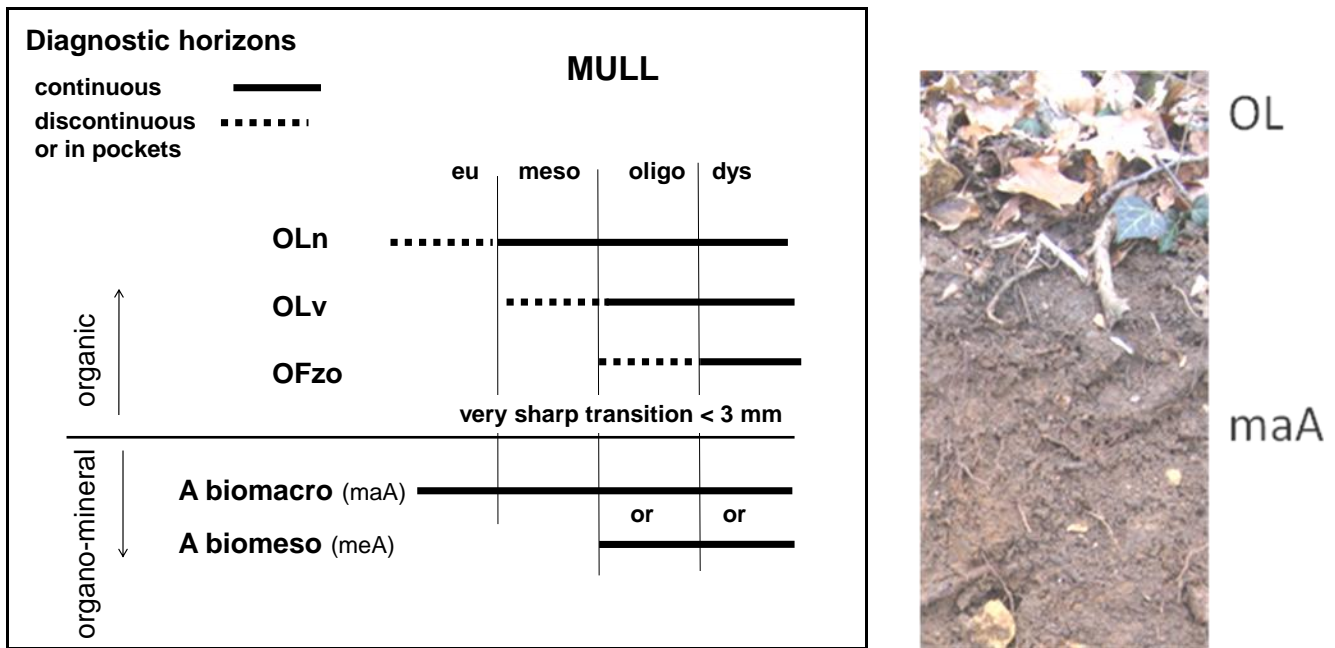 Diagnostic horizons
MULL
continuous
discontinuous
or in pockets
eu meso oligo dys
OLn
OLv
OFzo
organic
very sharp transition < 3 mm
organo-mineral
A biomacro (maA)
or or
A biomeso (meA)
OL
maA